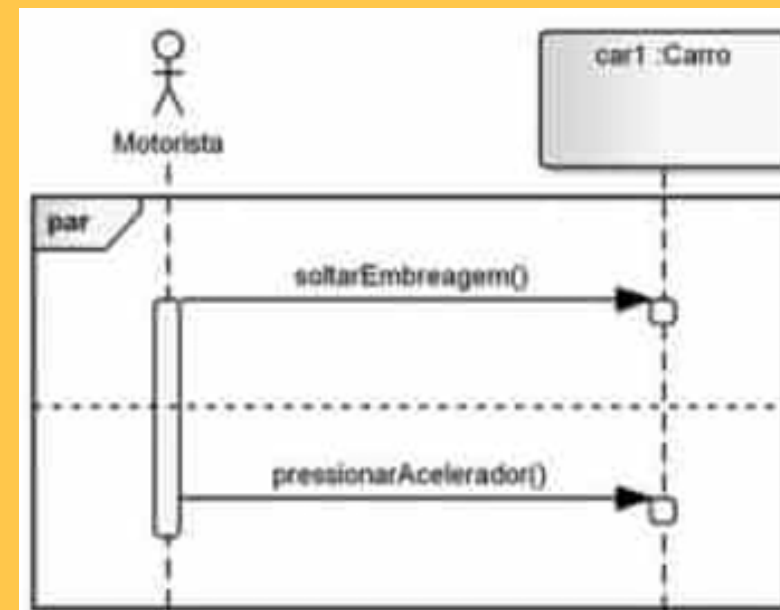 car1 :Carro
Motorista
par
soltarEmbreagem()
pressionarAcelerador()